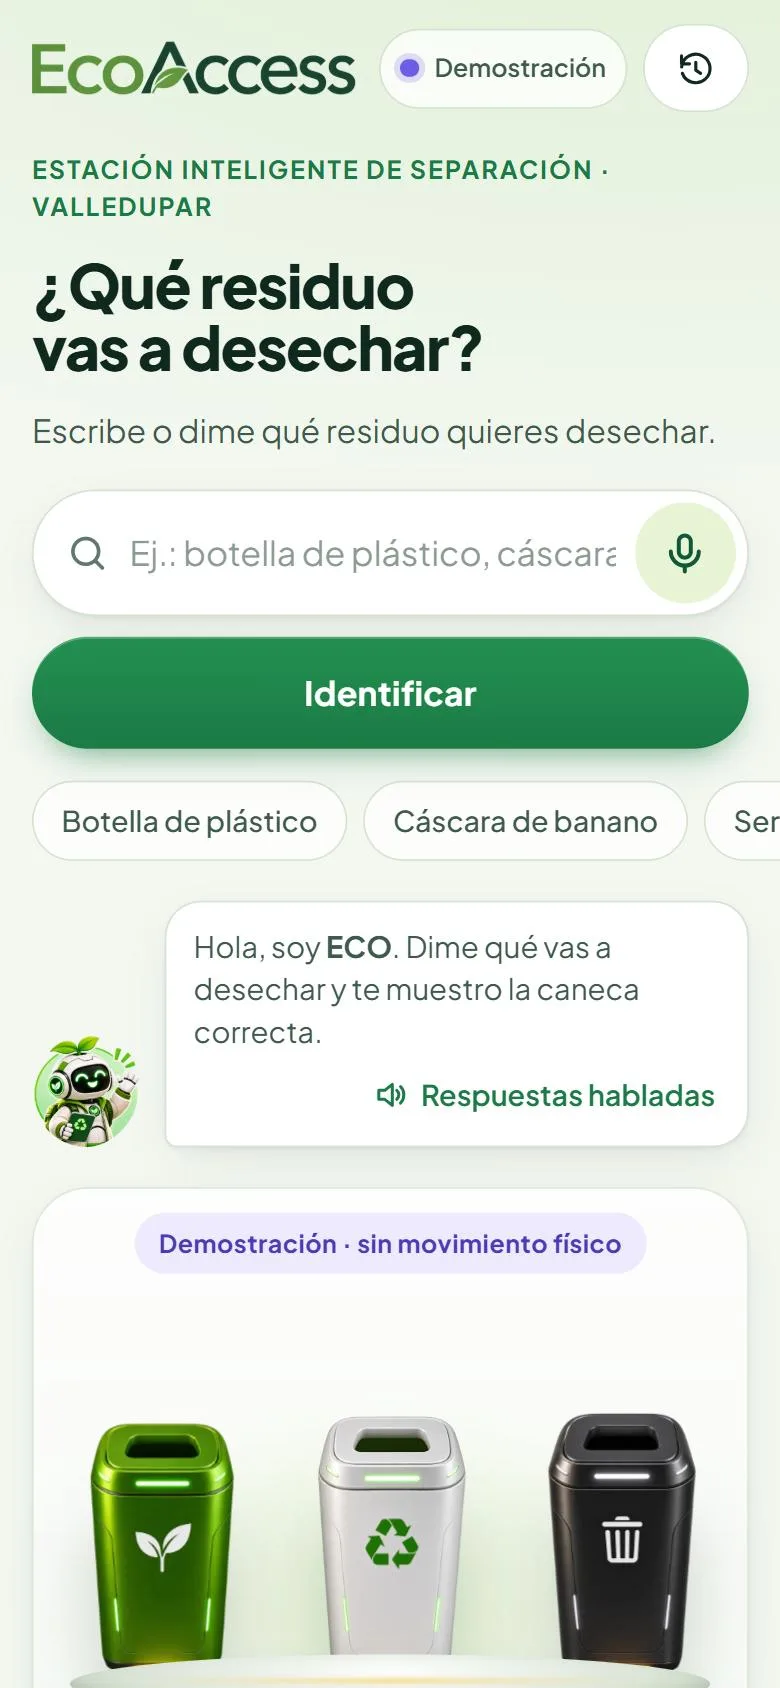 EcoAccess
Demostración
ESTACIÓN INTELIGENTE DE SEPARACIÓN ·
VALLEDUPAR
¿Qué residuo
vas a desechar?
Escribe o dime qué residuo quieres desechar.
Ej.: botella de plástico, cáscara
Identificar
Botella de plástico
Cáscara de banano
Ser
Hola, soy ECO. Dime qué vas a
desechar y te muestro la caneca
correcta.
Respuestas habladas
Demostración · sin movimiento físico